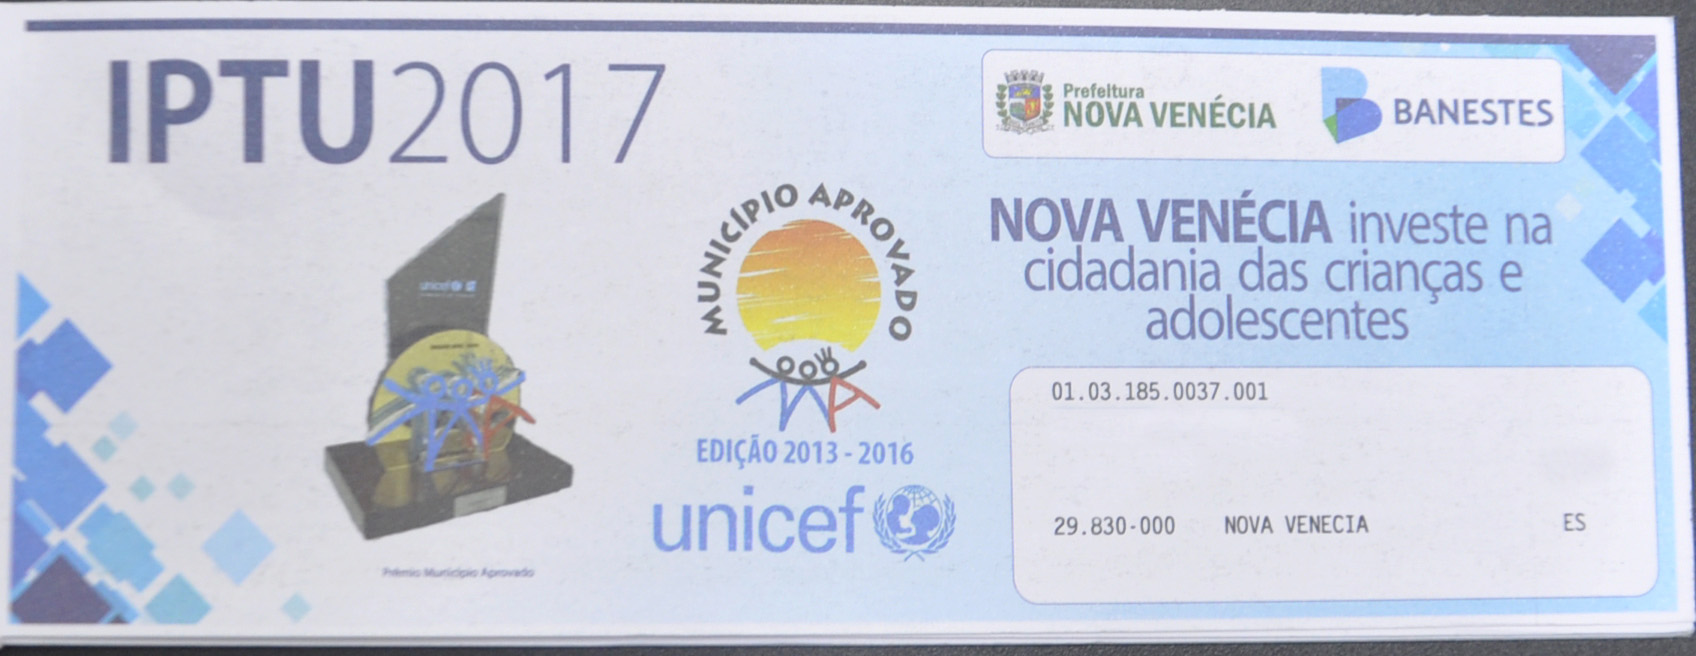 IPTU2017
Prefeitura
NOVA VENÉCIA
BANESTES
MUNICÍPIO APROVADO
NOVA VENÉCIA investe na
cidadania das crianças e
adolescentes
unicef
EDIÇÃO 2013 - 2016
unicef
Prêmio Município Aprovado
01.03.185.0037.001
29.830-000 NOVA VENECIA ES